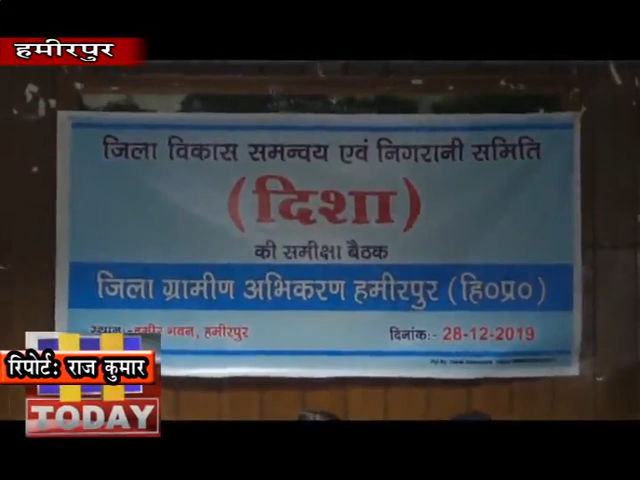 हमीरपुर
जिला विकास समन्वय एवं निगरानी समिति
(दिशा)
की समीक्षा बैठक
जिला ग्रामीण अभिकरण हमीरपुर (हि०प्र०)
स्थान:-हमीर भवन, हमीरपुर
दिनांकः- 28-12-2019
रिपोर्टः राज कुमार
TODAY